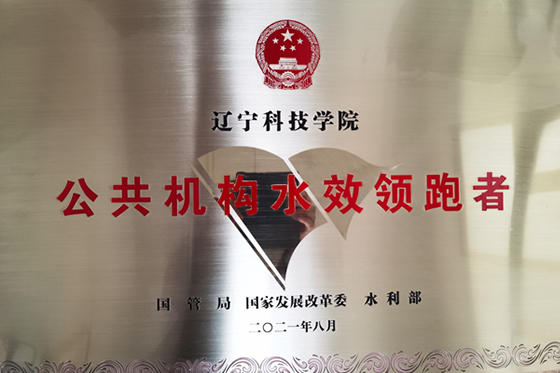 辽宁科技学院
公共机构水效领跑者
国管局 国家发展改革委 水利部
二〇二一年八月